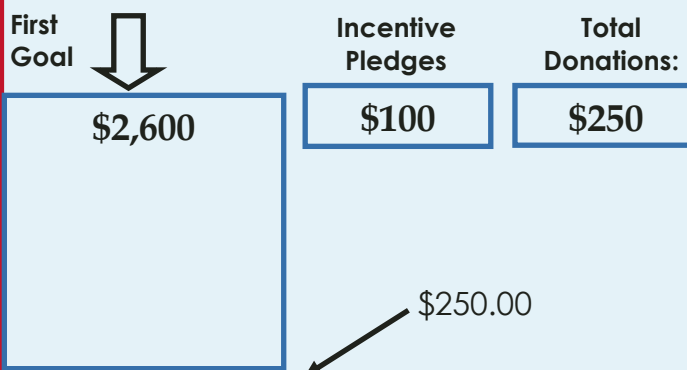 First
Goal
Incentive
Pledges
Total
Donations:
$2,600
$100
$250
$250.00